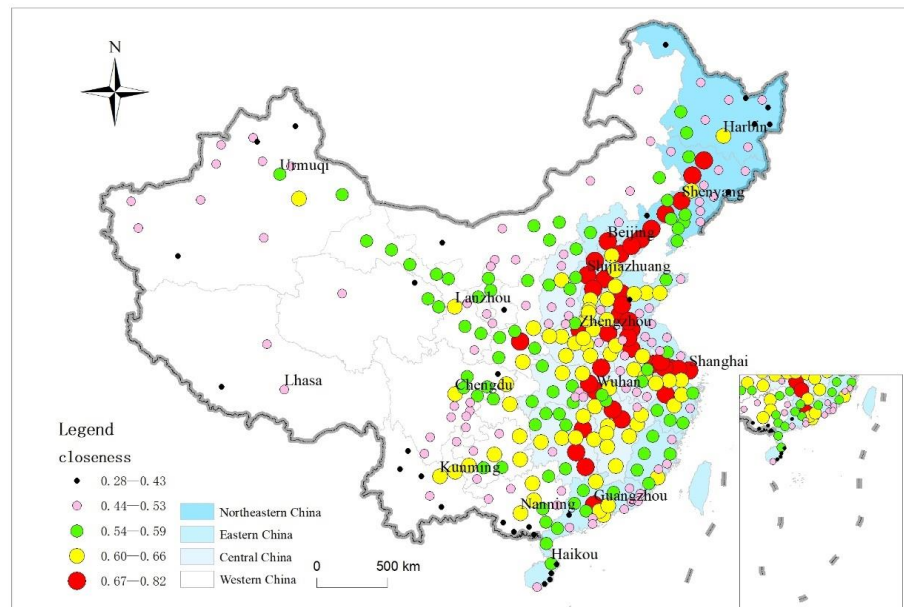 N
Harbin
Urmuqi
Shenyang
Beijing
Shijiazhuang
Lanzhou
Zhengzhou
Shanghai
Lhasa
Chengdu
Wuhan
Kunming
Nanning
Guangzhou
Haikou
Legend
closeness
0.28—0.43
0.44—0.53
0.54—0.59
0.60—0.66
0.67—0.82
Northeastern China
Eastern China
Central China
Western China
0 500 km